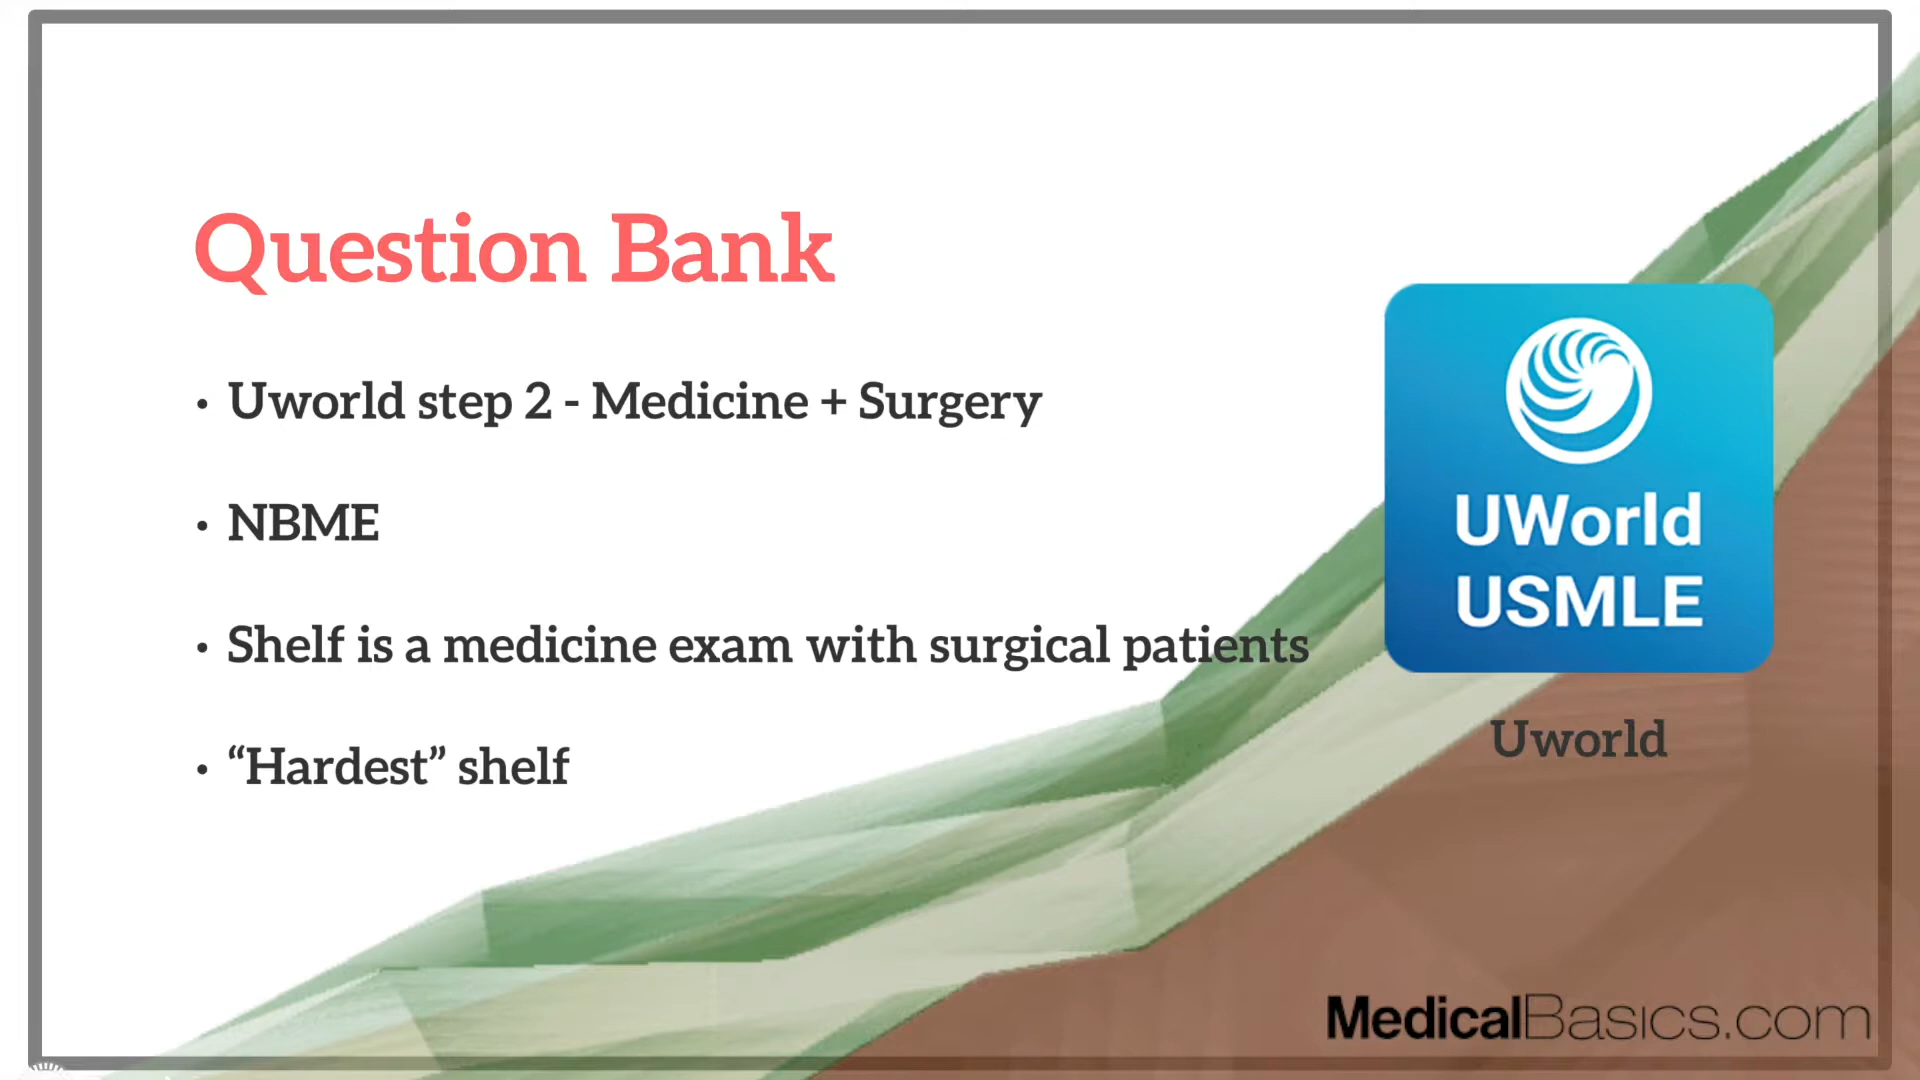 Question Bank
• Uworld step 2 - Medicine + Surgery
• NBME
• Shelf is a medicine exam with surgical patients
• “Hardest” shelf
UWorld
USMLE
Uworld
MedicalBasics.com